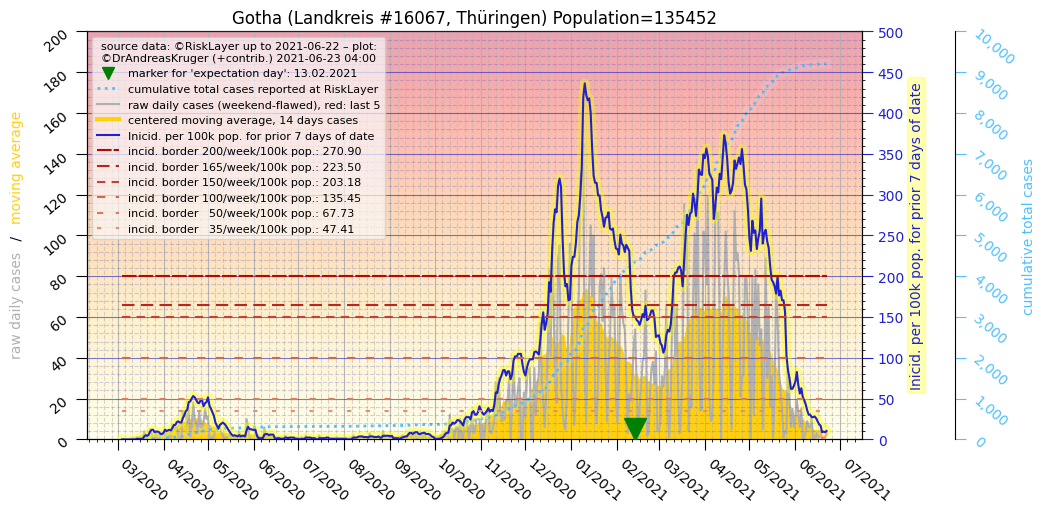 Gotha (Landkreis #16067, Thüringen) Population=135452
source data: ©RiskLayer up to 2021-06-22 – plot:
©DrAndreasKruger (+contrib.) 2021-06-23 04:00
marker for 'expectation day': 13.02.2021
cumulative total cases reported at RiskLayer
raw daily cases (weekend-flawed), red: last 5
centered moving average, 14 days cases
Inicid. per 100k pop. for prior 7 days of date
incid. border 200/week/100k pop.: 270.90
incid. border 165/week/100k pop.: 223.50
incid. border 150/week/100k pop.: 203.18
incid. border 100/week/100k pop.: 135.45
incid. border 50/week/100k pop.: 67.73
incid. border 35/week/100k pop.: 47.41
raw daily cases / moving average
200
180
160
140
120
100
80
60
40
20
0
500
450
400
350
300
250
200
150
100
50
0
Inicid. per 100k pop. for prior 7 days of date
10,000
9,000
8,000
7,000
6,000
5,000
4,000
3,000
2,000
1,000
0
cumulative total cases
03/2020
04/2020
05/2020
06/2020
07/2020
08/2020
09/2020
10/2020
11/2020
12/2020
01/2021
02/2021
03/2021
04/2021
05/2021
06/2021
07/2021